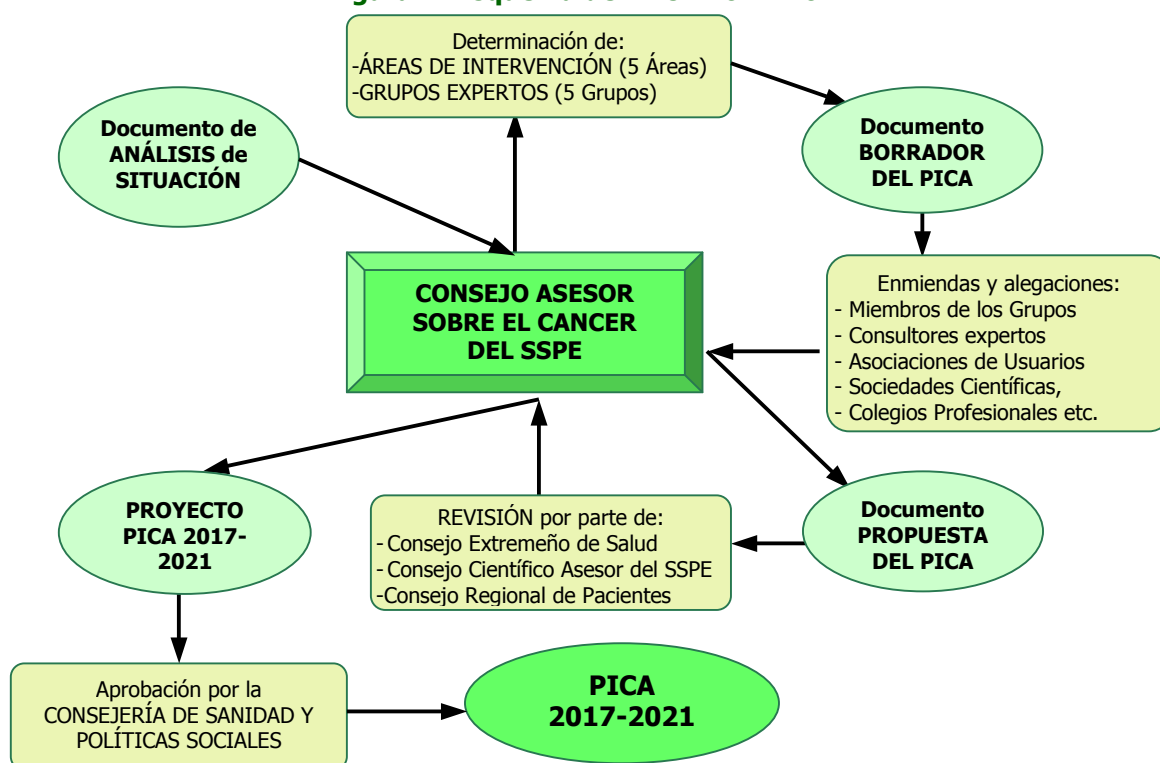 Determinación de:
-ÁREAS DE INTERVENCIÓN (5 Áreas)
-GRUPOS EXPERTOS (5 Grupos)
Documento de
ANÁLISIS de
SITUACIÓN
Documento
BORRADOR
DEL PICA
CONSEJO ASESOR
SOBRE EL CANCER
DEL SSPE
Enmiendas y alegaciones:
- Miembros de los Grupos
- Consultores expertos
- Asociaciones de Usuarios
- Sociedades Científicas,
- Colegios Profesionales etc.
PROYECTO
PICA 2017-
2021
REVISIÓN por parte de:
-Consejo Extremeño de Salud
-Consejo Científico Asesor del SSPE
-Consejo Regional de Pacientes
Documento
PROPUESTA
DEL PICA
Aprobación por la
CONSEJERÍA DE SANIDAD Y
POLÍTICAS SOCIALES
PICA
2017-2021